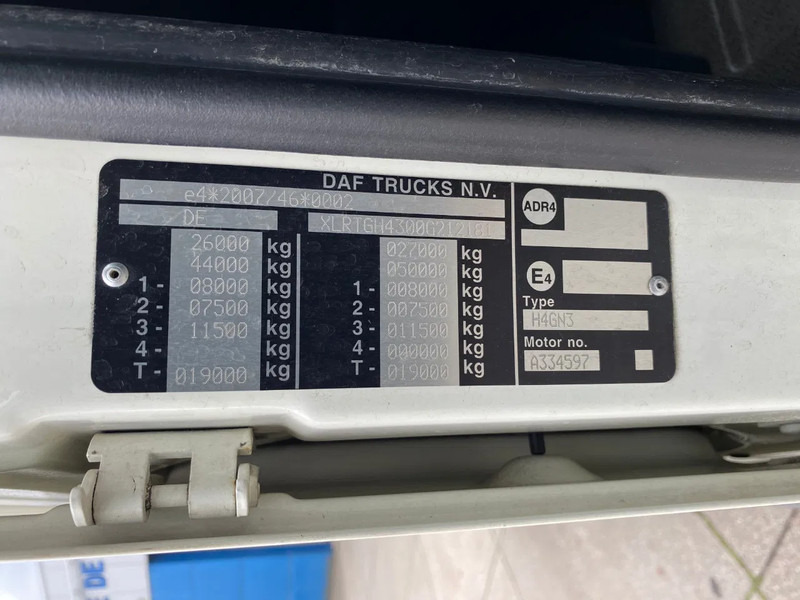 DAF TRUCKS N.V.
e4*2007/46*0002
DE
26000 kg
44000 kg
1 - 08000 kg
2 - 07500 kg
3 - 11500 kg
4 - kg
T - 019000 kg
027000 kg
050000 kg
1 - 008000 kg
2 - 007500 kg
3 - 011500 kg
4 - 000000 kg
T - 019000 kg
ADR4
E4
Type
H4GN3
Motor no.
A334597
E DE